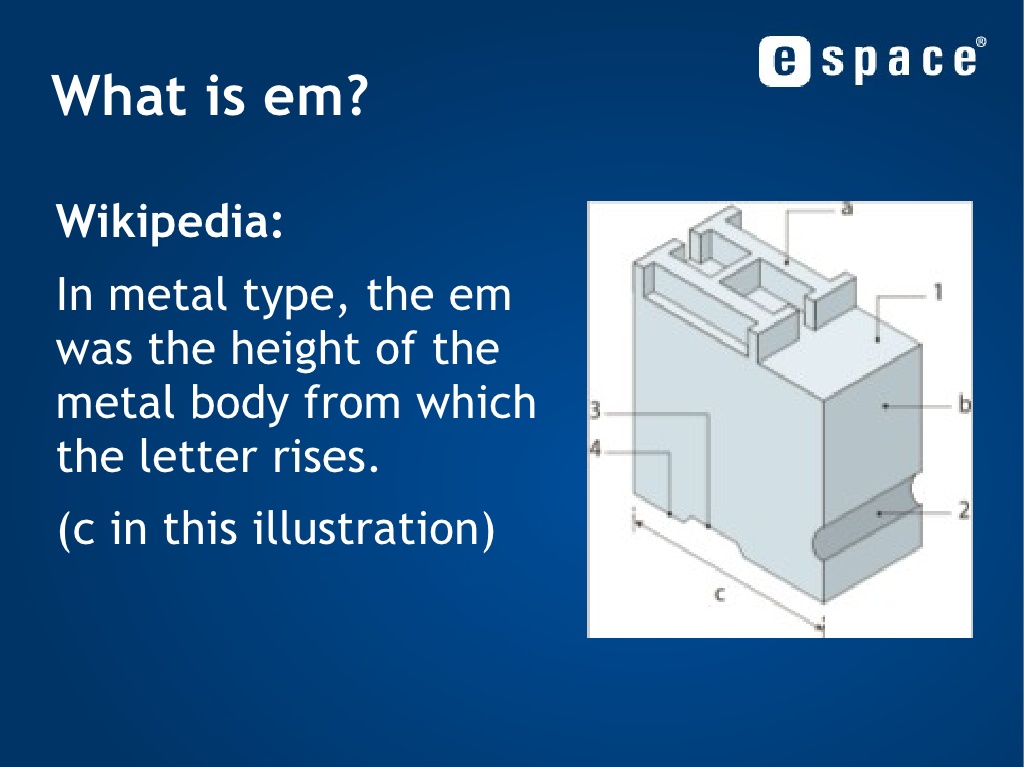 e space®
What is em?
Wikipedia:
In metal type, the em
was the height of the
metal body from which
the letter rises.
(c in this illustration)
a
1
3
b
4
2
c